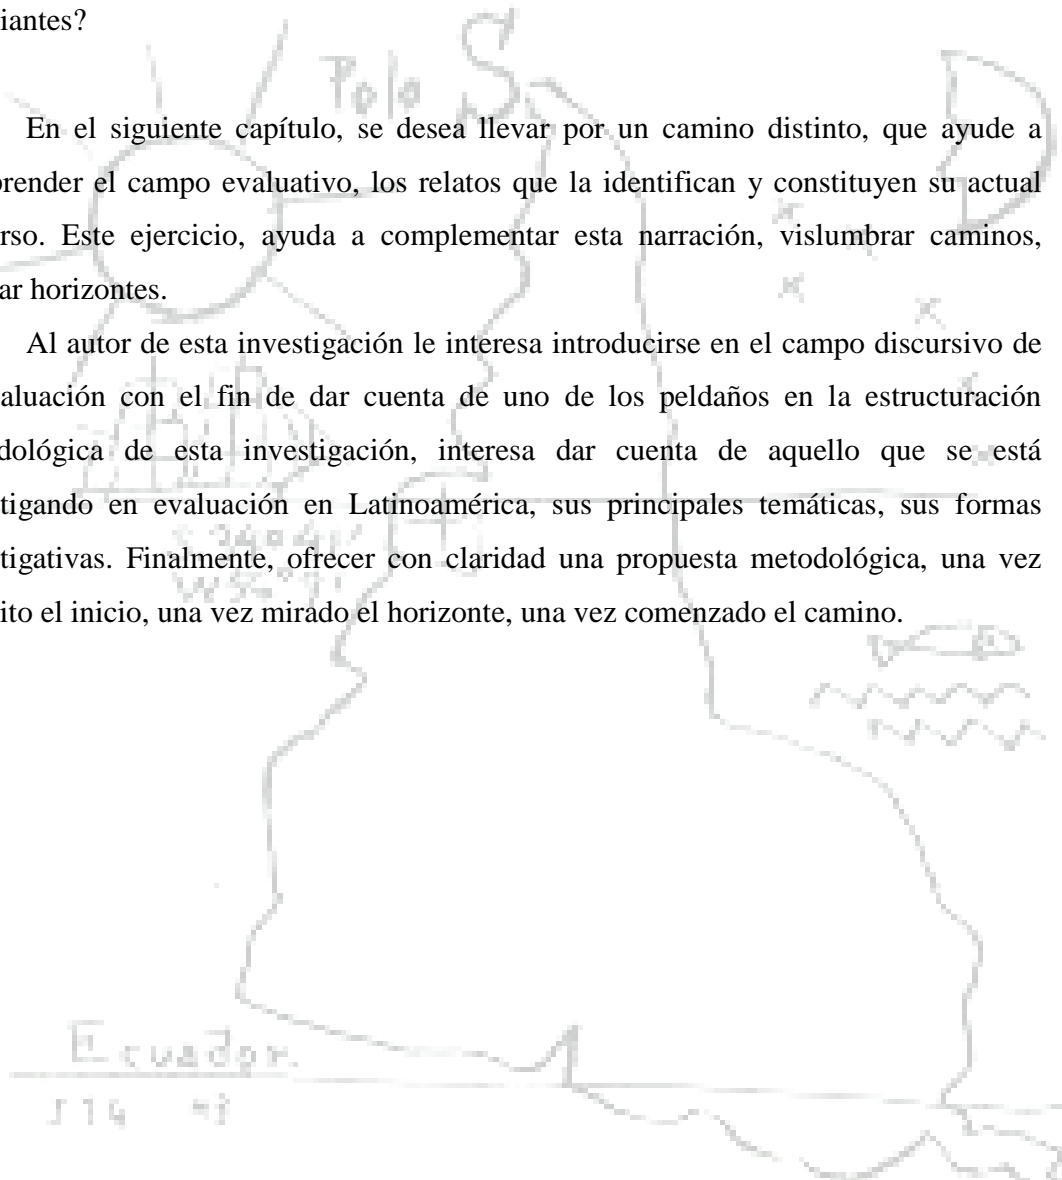 iantes?
En el siguiente capítulo, se desea llevar por un camino distinto, que ayude a
prender el campo evaluativo, los relatos que la identifican y constituyen su actual
rso. Este ejercicio, ayuda a complementar esta narración, vislumbrar caminos,
ar horizontes.
Al autor de esta investigación le interesa introducirse en el campo discursivo de
aluación con el fin de dar cuenta de uno de los peldaños en la estructuración
dológica de esta investigación, interesa dar cuenta de aquello que se está
tigando en evaluación en Latinoamérica, sus principales temáticas, sus formas
tigativas. Finalmente, ofrecer con claridad una propuesta metodológica, una vez
ito el inicio, una vez mirado el horizonte, una vez comenzado el camino.
Polo S.
Ecuador.